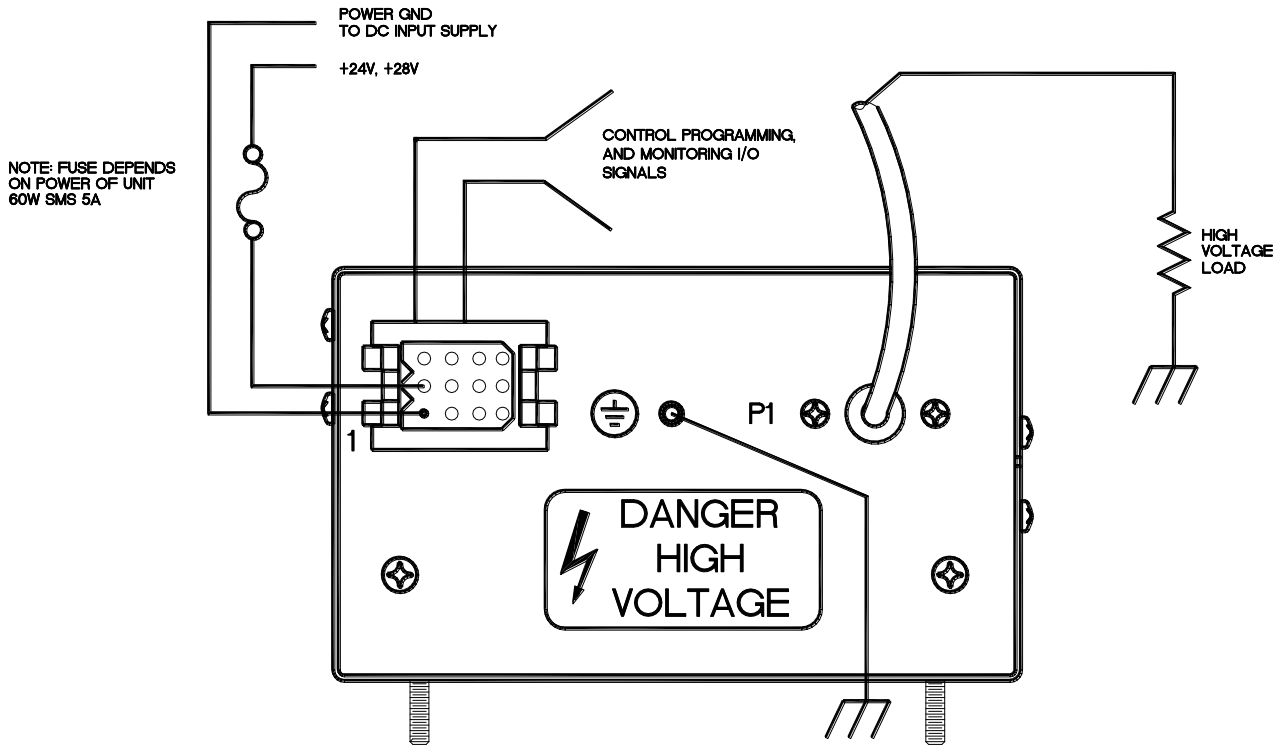 POWER GND
TO DC INPUT SUPPLY
+24V, +28V
NOTE: FUSE DEPENDS
ON POWER OF UNIT
60W SMS 5A
CONTROL PROGRAMMING,
AND MONITORING I/O
SIGNALS
HIGH
VOLTAGE
LOAD
1
P1
DANGER
HIGH
VOLTAGE